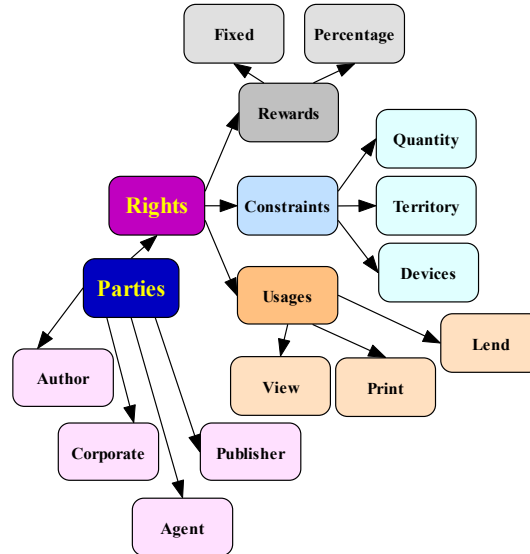 Fixed
Percentage
Rewards
Quantity
Rights
Constraints
Territory
Parties
Usages
Devices
Author
View
Print
Lend
Corporate
Publisher
Agent